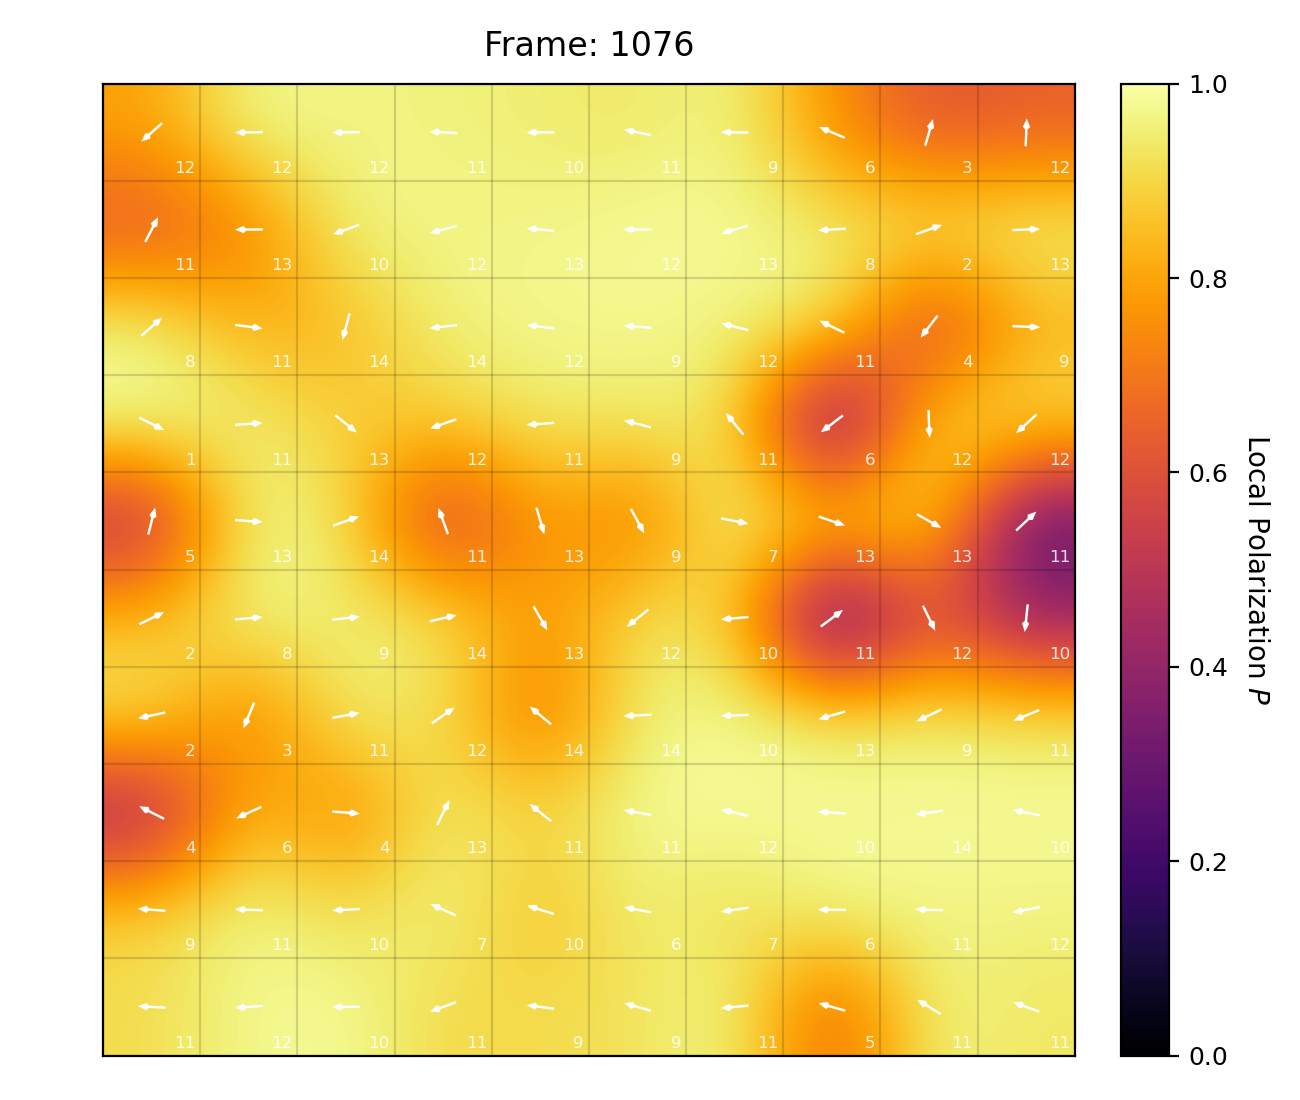 Frame: 1076
12 12 12 11 10 11 9 6 3 12
11 13 10 12 13 12 13 8 2 13
8 11 14 14 12 9 12 11 4 9
1 11 13 12 11 9 11 6 12 12
5 13 14 11 13 9 7 13 13 11
2 8 9 14 13 12 10 11 12 10
2 3 11 12 14 14 10 13 9 11
4 6 4 13 11 11 12 10 14 10
9 11 10 7 10 6 7 6 11 12
11 12 10 11 9 9 11 5 11 11
1.0
0.8
0.6
0.4
0.2
0.0
Local Polarization P